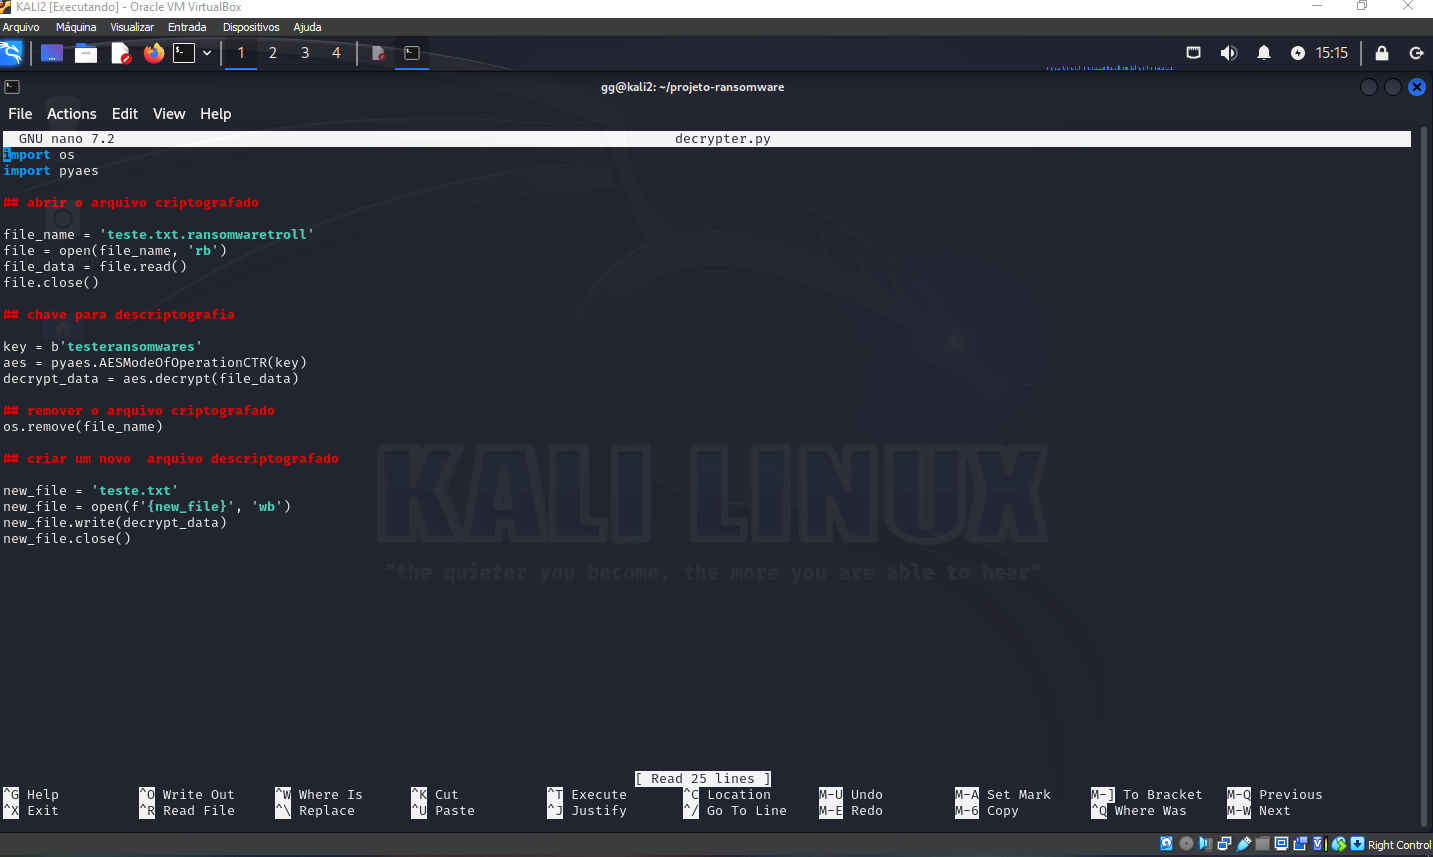 KALI2 [Executando] - Oracle VM VirtualBox
Arquivo Máquina Visualizar Entrada Dispositivos Ajuda
1 2 3 4 15:15
gg@kali2: ~/projeto-ransomware
File Actions Edit View Help
GNU nano 7.2 decrypter.py
import os
import pyaes
## abrir o arquivo criptografado
file_name = 'teste.txt.ransomwaretroll'
file = open(file_name, 'rb')
file_data = file.read()
file.close()
## chave para descriptografia
key = b'testeransomwares'
aes = pyaes.AESModeOfOperationCTR(key)
decrypt_data = aes.decrypt(file_data)
## remover o arquivo criptografado
os.remove(file_name)
## criar um novo  arquivo descriptografado
new_file = 'teste.txt'
new_file = open(f'{new_file}', 'wb')
new_file.write(decrypt_data)
new_file.close()
KALI LINUX
"the quieter you become, the more you are able to hear"
[ Read 25 lines ]
^G Help ^O Write Out ^W Where Is ^K Cut ^T Execute ^C Location M-U Undo M-A Set Mark M-] To Bracket M-Q Previous
^X Exit ^R Read File ^\ Replace ^U Paste ^J Justify ^/ Go To Line M-E Redo M-6 Copy ^Q Where Was M-W Next
Right Control